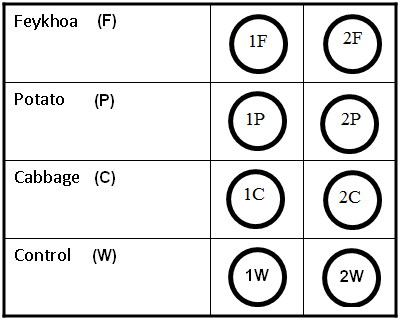 Feykhoa (F) 1F 2F
Potato (P) 1P 2P
Cabbage (C) 1C 2C
Control (W) 1W 2W